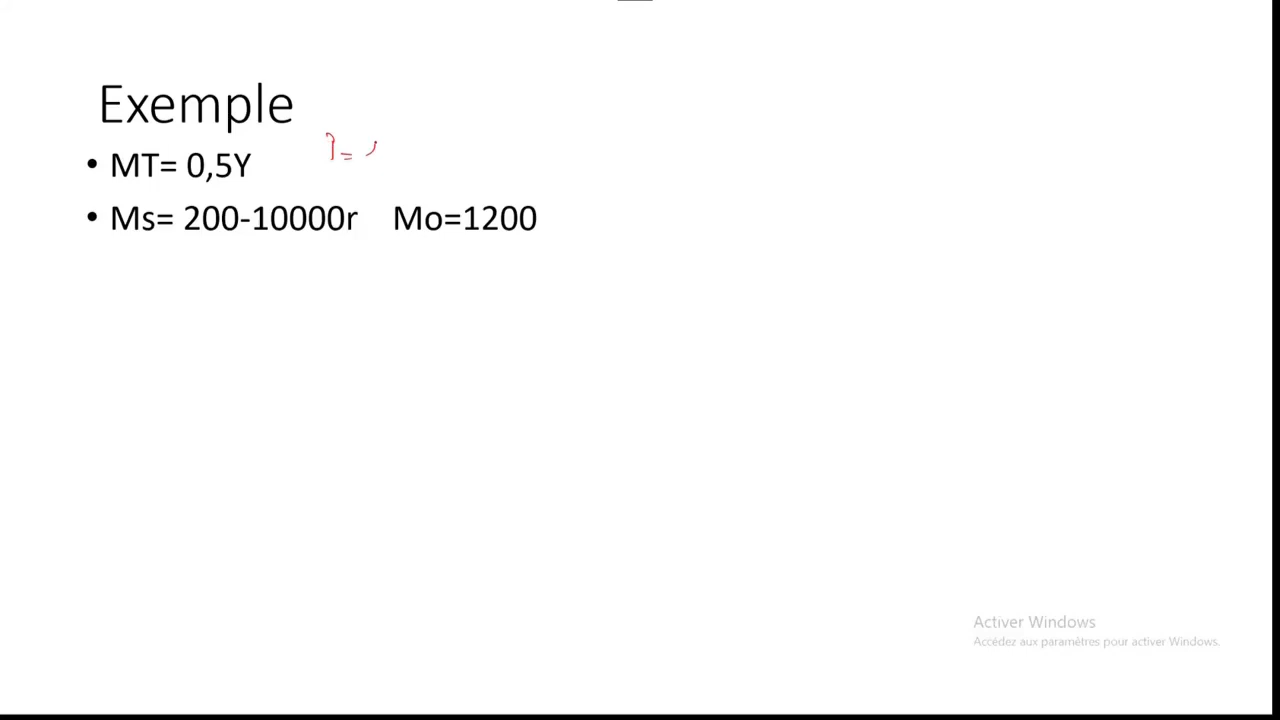 Exemple
• MT= 0,5Y
• Ms= 200-10000r Mo=1200
Activer Windows
Accédez aux paramètres pour activer Windows.